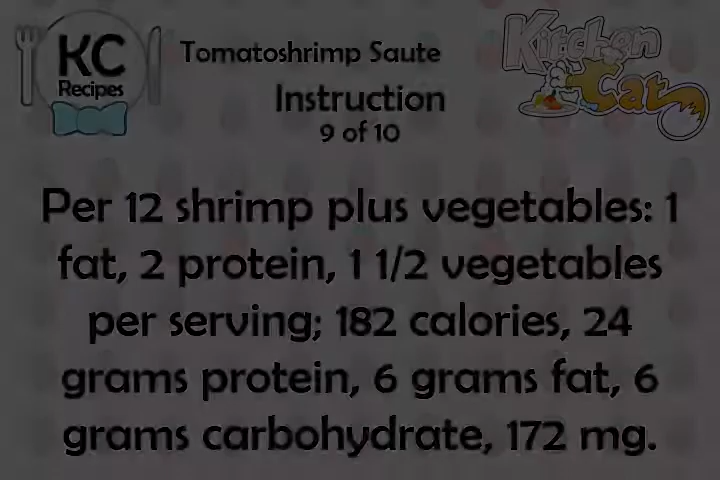 KC
Recipes
Tomatoshrimp Saute
Kitchen
Cat
Instruction
9 of 10
Per 12 shrimp plus vegetables: 1
fat, 2 protein, 1 1/2 vegetables
per serving; 182 calories, 24
grams protein, 6 grams fat, 6
grams carbohydrate, 172 mg.